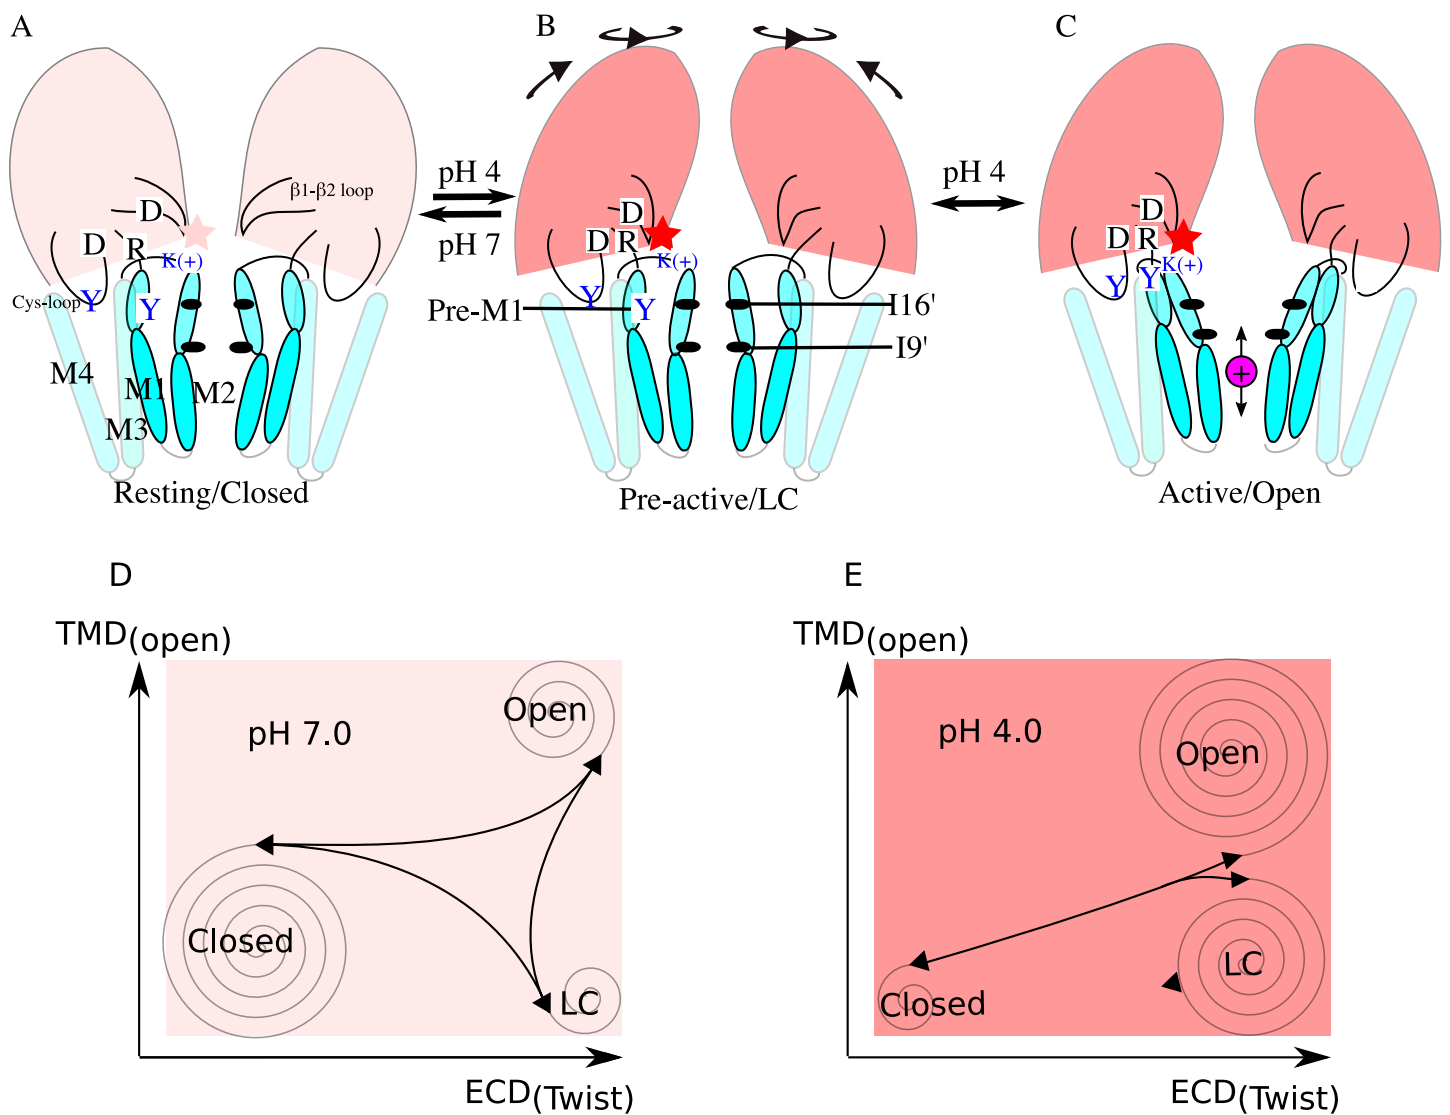 A
B
C
pH 4
pH 7
pH 4
β1-β2 loop
D
D
R
K(+)
Cys-loop
Y
Y
M4
M1
M2
M3
Resting/Closed
D
D
R
K(+)
Y
Y
Pre-M1
I16'
I9'
Pre-active/LC
D
D
R
K(+)
Y
Y
+
Active/Open
D
TMD(open)
pH 7.0
Open
Closed
LC
ECD(Twist)
E
TMD(open)
pH 4.0
Open
LC
Closed
ECD(Twist)